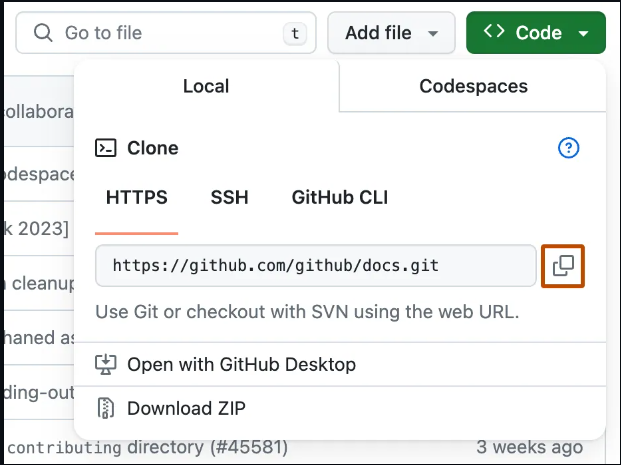 Go to file t Add file Code
Local Codespaces
collabora
Clone
odespace
HTTPS SSH GitHub CLI
k 2023]
https://github.com/github/docs.git
n cleanup
Use Git or checkout with SVN using the web URL.
haned as
Open with GitHub Desktop
ding-out
Download ZIP
contributing directory (#45581) 3 weeks ago